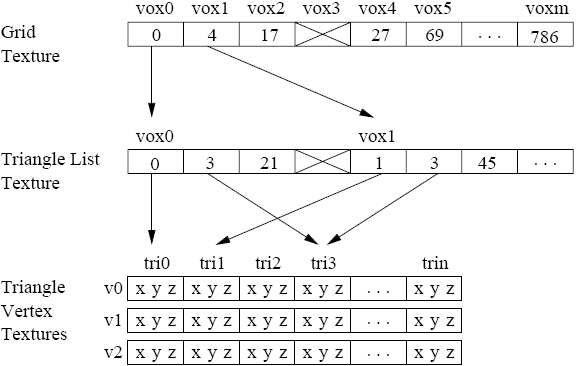 vox0 vox1 vox2 vox3 vox4 vox5 voxm
Grid Texture
0 4 17 27 69 . . . 786
vox0 vox1
Triangle List Texture
0 3 21 1 3 45 . . .
tri0 tri1 tri2 tri3 trin
Triangle Vertex Textures
v0 x y z x y z x y z x y z . . . x y z
v1 x y z x y z x y z x y z . . . x y z
v2 x y z x y z x y z x y z . . . x y z